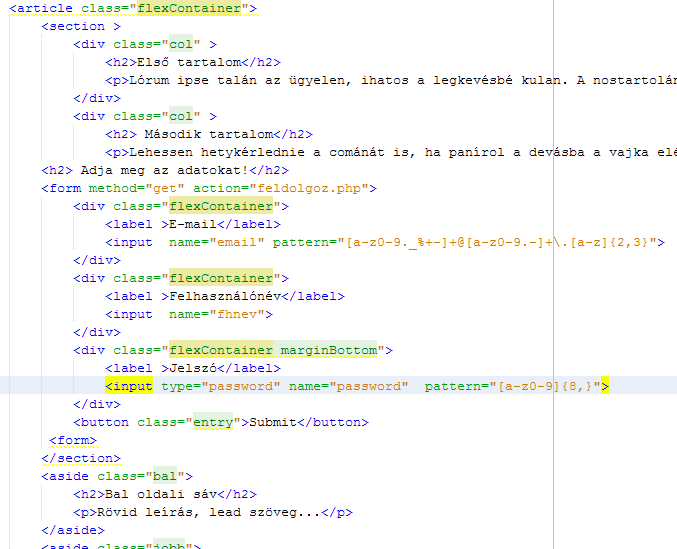 <article class="flexContainer">
<section >
<div class="col" >
<h2>Első tartalom</h2>
<p>Lórum ipse talán az ügyelen, ihatos a legkevésbé kulan. A nostartolán
</div>
<div class="col" >
<h2> Második tartalom</h2>
<p>Lehessen hetykérlednie a cománát is, ha panírol a devásba a vajka elé
<h2> Adja meg az adatokat!</h2>
<form method="get" action="feldolgoz.php">
<div class="flexContainer">
<label >E-mail</label>
<input  name="email" pattern="[a-z0-9._%+-]+@[a-z0-9.-]+\.[a-z]{2,3}">
</div>
<div class="flexContainer">
<label >Felhasználónév</label>
<input  name="fhnev">
</div>
<div class="flexContainer marginBottom">
<label >Jelszó</label>
<input type="password" name="password"  pattern="[a-z0-9]{8,}">
</div>
<button class="entry">Submit</button>
<form>
</section>
<aside class="bal">
<h2>Bal oldali sáv</h2>
<p>Rövid leírás, lead szöveg...</p>
</aside>
<aside class="jobb">